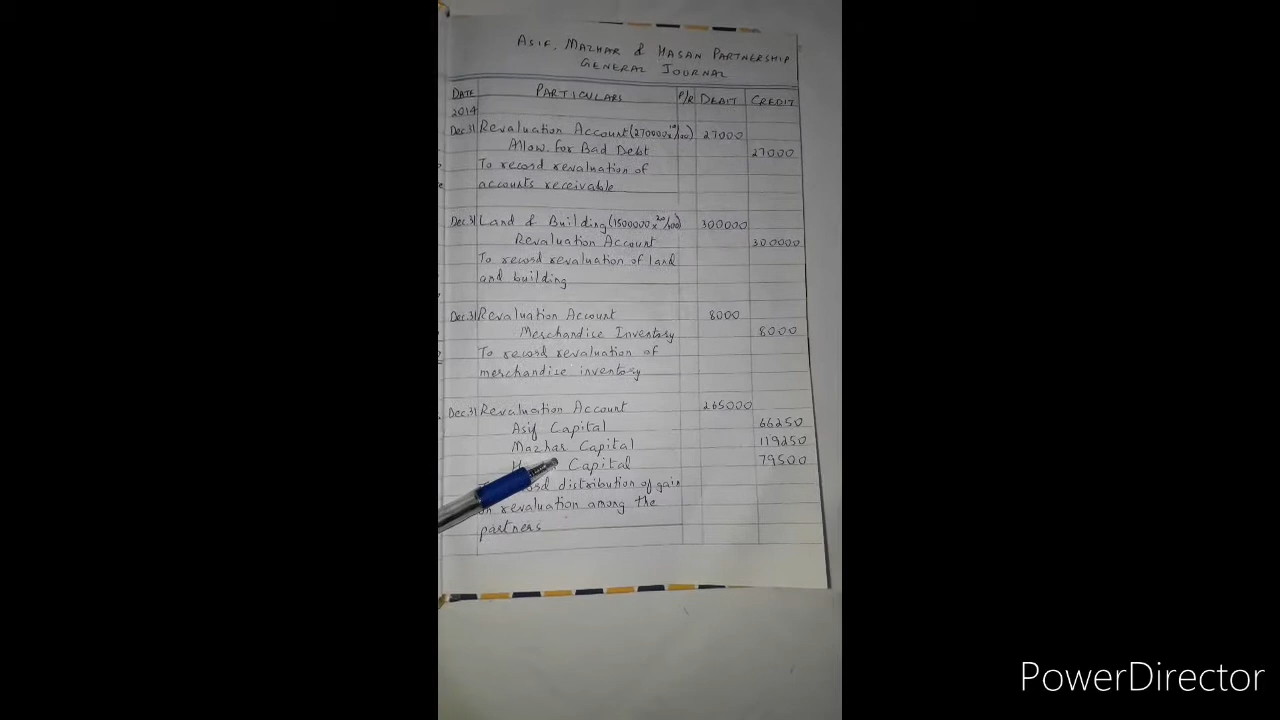 ASIF, MAZHAR & HASAN PARTNERSHIP
GENERAL JOURNAL
DATE PARTICULARS P/R DEBIT CREDIT
2014
Dec.31 Revaluation Account (270000x10/100) 27000
Allow. for Bad Debt 27000
To record revaluation of
accounts receivable
Dec.31 Land & Building (1500000x20/100) 300000
Revaluation Account 300000
To record revaluation of land
and building
Dec.31 Revaluation Account 8000
Merchandise Inventory 8000
To record revaluation of
merchandise inventory
Dec.31 Revaluation Account 265000
Asif Capital 66250
Mazhar Capital 119250
Capital 79500
distribution of gain
revaluation among the
partners
PowerDirector